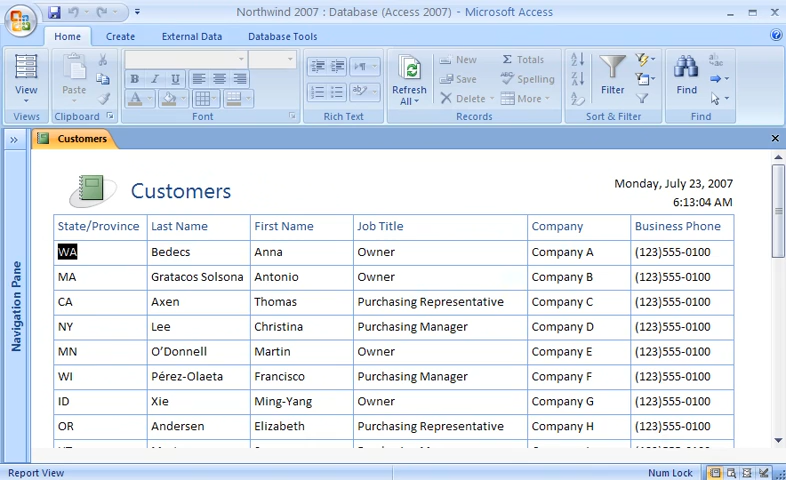 Northwind 2007 : Database (Access 2007) - Microsoft Access
Home Create External Data Database Tools
View Paste B I U Refresh All New Save Delete Σ Totals Spelling More Filter Find
Views Clipboard Font Rich Text Records Sort & Filter Find
Customers
Navigation Pane
Customers
Monday, July 23, 2007
6:13:04 AM
State/Province Last Name First Name Job Title Company Business Phone
WA Bedecs Anna Owner Company A (123)555-0100
MA Gratacos Solsona Antonio Owner Company B (123)555-0100
CA Axen Thomas Purchasing Representative Company C (123)555-0100
NY Lee Christina Purchasing Manager Company D (123)555-0100
MN O’Donnell Martin Owner Company E (123)555-0100
WI Pérez-Olaeta Francisco Purchasing Manager Company F (123)555-0100
ID Xie Ming-Yang Owner Company G (123)555-0100
OR Andersen Elizabeth Purchasing Representative Company H (123)555-0100
Report View Num Lock